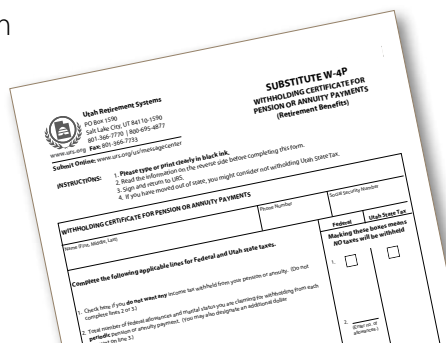 n
Utah Retirement Systems
PO Box 1590
Salt Lake City, UT 84110-1590
801-366-7770 | 800-695-4877
www.urs.org Fax: 801-366-7733
Submit Online: www.urs.org/us/messagecenter
SUBSTITUTE W-4P
WITHHOLDING CERTIFICATE FOR
PENSION OR ANNUITY PAYMENTS
(Retirement Benefits)
INSTRUCTIONS: 1. Please type or print clearly in black ink.
2. Read the information on the reverse side before completing this form.
3. Sign and return to URS.
4. If you have moved out of state, you might consider not withholding Utah State Tax.
WITHHOLDING CERTIFICATE FOR PENSION OR ANNUITY PAYMENTS
Name (First, Middle, Last)
Phone Number
Social Security Number
Complete the following applicable lines for Federal and Utah state taxes.
Federal Utah State Tax
Marking these boxes means
NO taxes will be withheld
1. Check here if you do not want any income tax withheld from your pension or annuity. (Do not
complete lines 2 or 3.)
1.
2. Total number of federal allowances and marital status you are claiming for withholding from each
periodic pension or annuity payment. (You may also designate an additional dollar
on line 3.)
2.
(Enter no. of
allowances.)